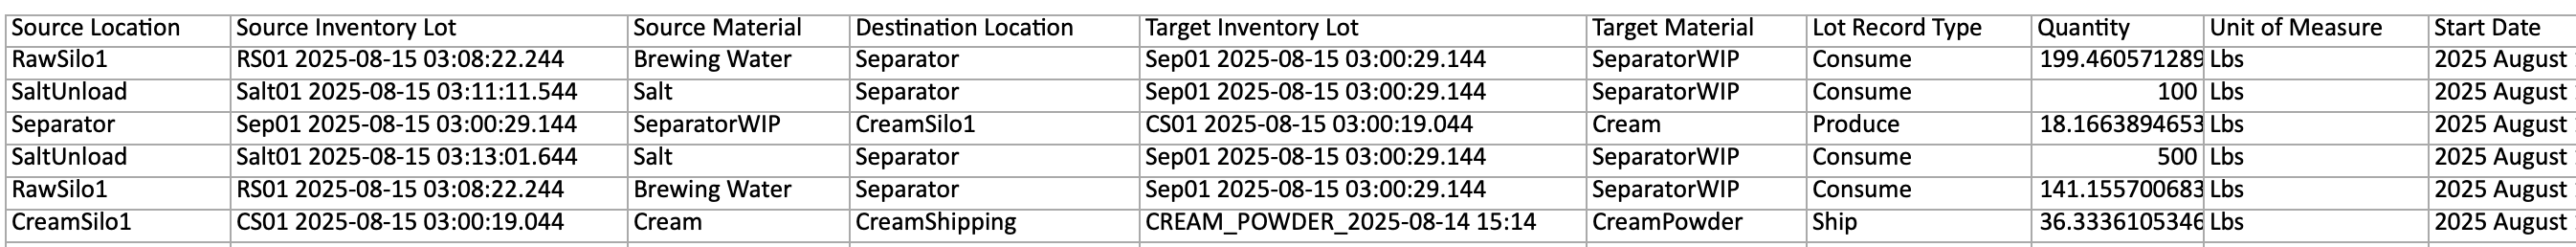 Source Location Source Inventory Lot Source Material Destination Location Target Inventory Lot Target Material Lot Record Type Quantity Unit of Measure Start Date
RawSilo1 RS01 2025-08-15 03:08:22.244 Brewing Water Separator Sep01 2025-08-15 03:00:29.144 SeparatorWIP Consume 199.460571289 Lbs 2025 August
SaltUnload Salt01 2025-08-15 03:11:11.544 Salt Separator Sep01 2025-08-15 03:00:29.144 SeparatorWIP Consume 100 Lbs 2025 August
Separator Sep01 2025-08-15 03:00:29.144 SeparatorWIP CreamSilo1 CS01 2025-08-15 03:00:19.044 Cream Produce 18.1663894653 Lbs 2025 August
SaltUnload Salt01 2025-08-15 03:13:01.644 Salt Separator Sep01 2025-08-15 03:00:29.144 SeparatorWIP Consume 500 Lbs 2025 August
RawSilo1 RS01 2025-08-15 03:08:22.244 Brewing Water Separator Sep01 2025-08-15 03:00:29.144 SeparatorWIP Consume 141.155700683 Lbs 2025 August
CreamSilo1 CS01 2025-08-15 03:00:19.044 Cream CreamShipping CREAM_POWDER_2025-08-14 15:14 CreamPowder Ship 36.3336105346 Lbs 2025 August